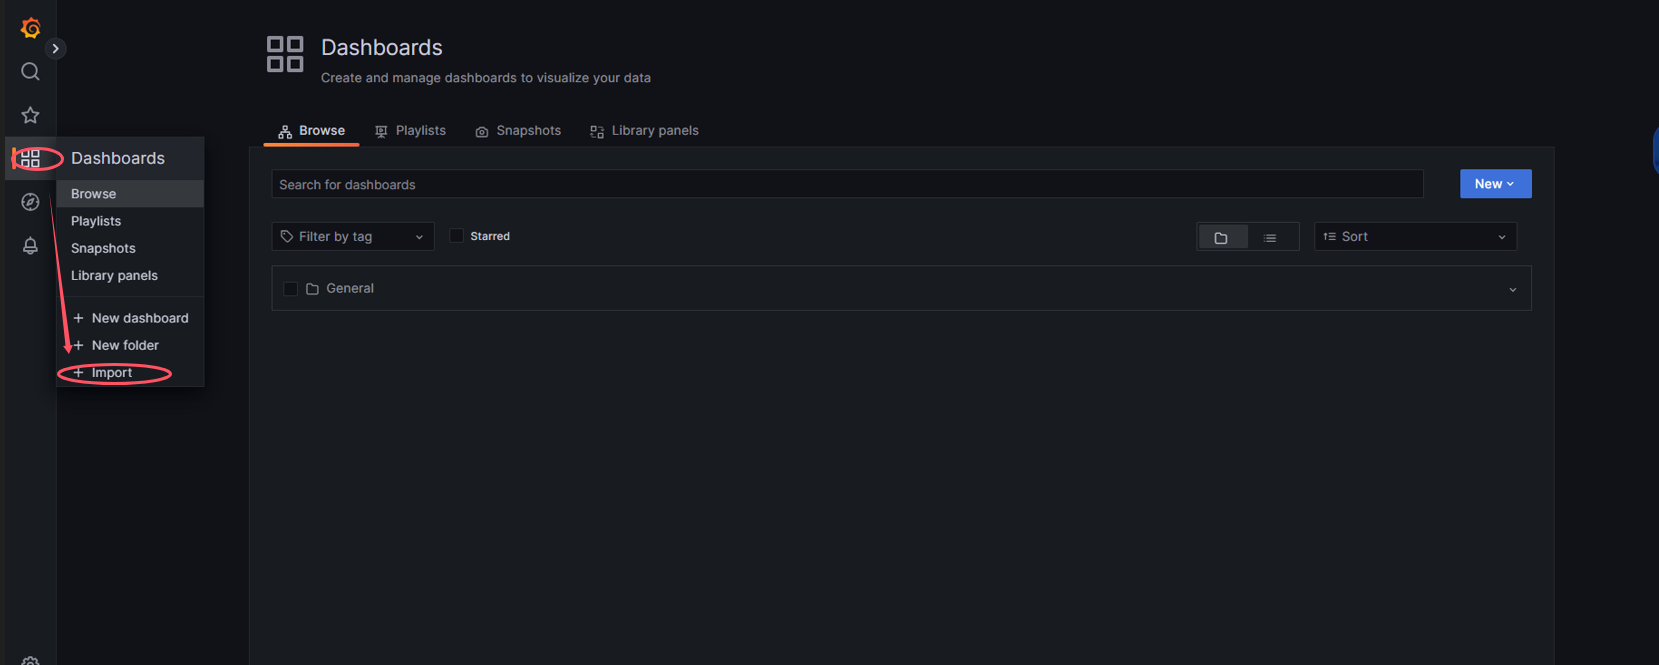 Dashboards
Create and manage dashboards to visualize your data
Browse Playlists Snapshots Library panels
Dashboards
Browse
Playlists
Snapshots
Library panels
+ New dashboard
+ New folder
+ Import
Search for dashboards
New
Filter by tag
Starred
Sort
General